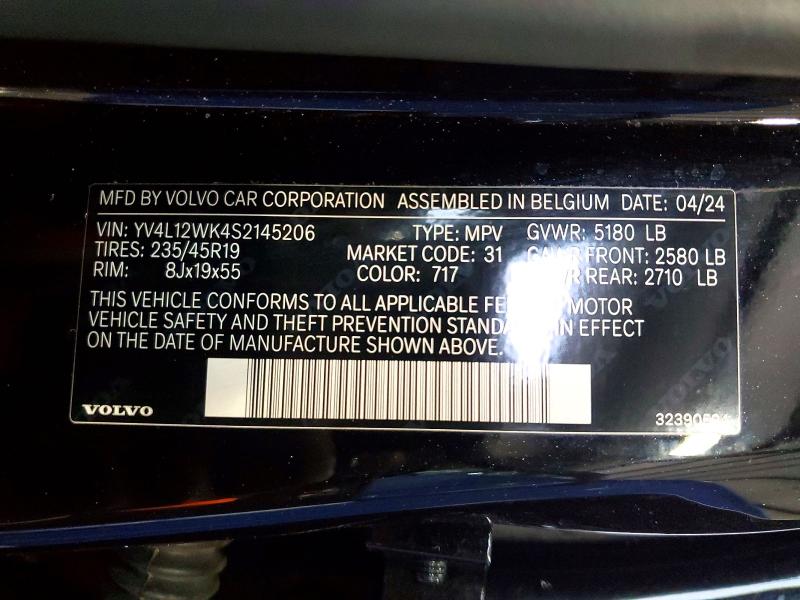 MFD BY VOLVO CAR CORPORATION ASSEMBLED IN BELGIUM DATE: 04/24
VIN: YV4L12WK4S2145206 TYPE: MPV GVWR: 5180 LB
TIRES: 235/45R19 MARKET CODE: 31 FRONT: 2580 LB
RIM: 8Jx19x55 COLOR: 717 REAR: 2710 LB
THIS VEHICLE CONFORMS TO ALL APPLICABLE MOTOR
VEHICLE SAFETY AND THEFT PREVENTION IN EFFECT
ON THE DATE OF MANUFACTURE SHOWN ABOVE.
VOLVO